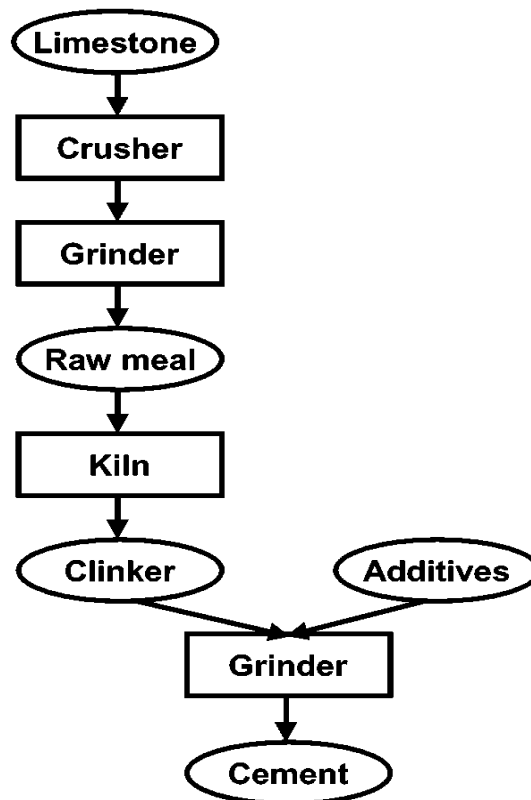 Limestone
Crusher
Grinder
Raw meal
Kiln
Clinker
Additives
Grinder
Cement